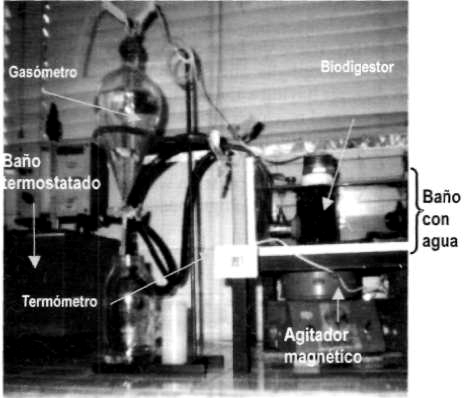 Gasómetro
Biodigestor
Baño
termostatado
Baño
con
agua
Termómetro
Agitador
magnético